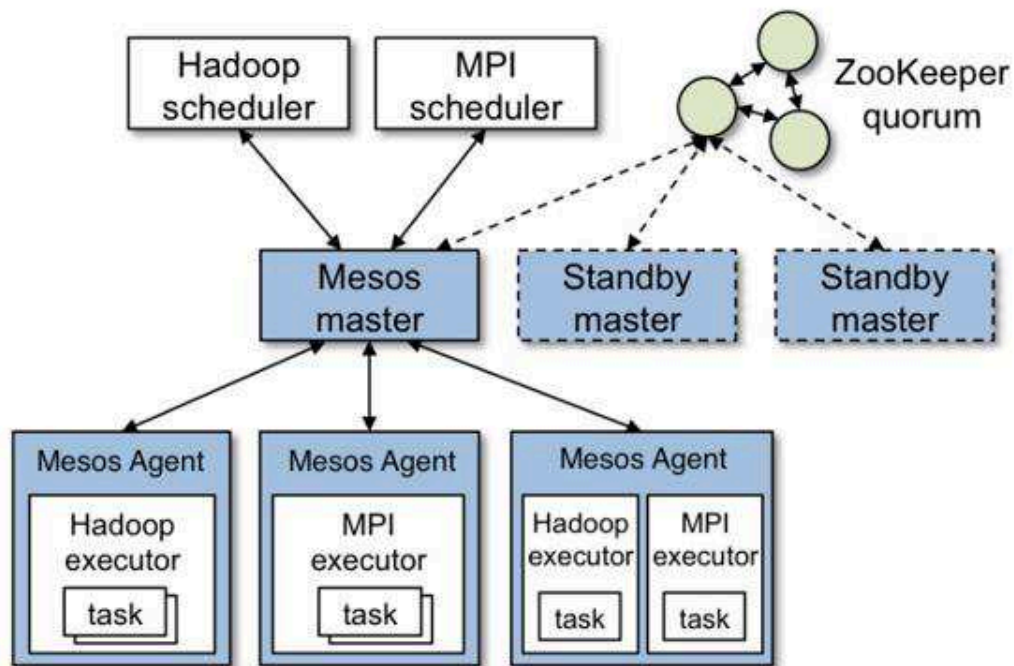 Hadoop
scheduler
MPI
scheduler
ZooKeeper
quorum
Mesos
master
Standby
master
Standby
master
Mesos Agent
Hadoop
executor
task
Mesos Agent
MPI
executor
task
Mesos Agent
Hadoop
executor
task
MPI
executor
task